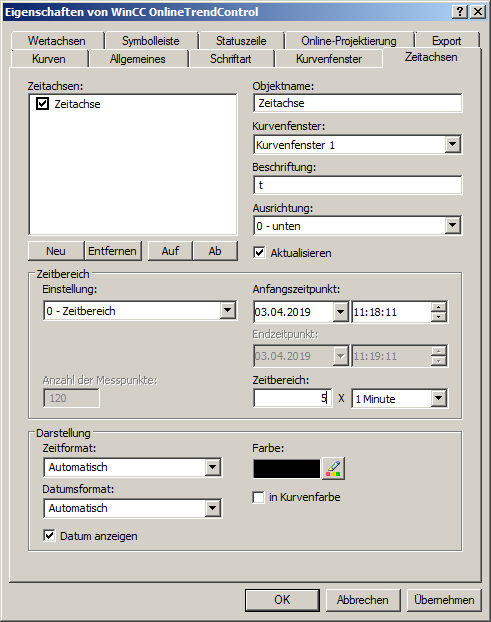 Eigenschaften von WinCC OnlineTrendControl
Wertachsen Symbolleiste Statuszeile Online-Projektierung Export
Kurven Allgemeines Schriftart Kurvenfenster Zeitachsen
Zeitachsen:
Zeitachse
Objektname:
Zeitachse
Kurvenfenster:
Kurvenfenster 1
Beschriftung:
t
Ausrichtung:
0 - unten
Neu Entfernen Auf Ab
Aktualisieren
Zeitbereich
Einstellung:
0 - Zeitbereich
Anfangszeitpunkt:
03.04.2019 11:18:11
Endzeitpunkt:
03.04.2019 11:19:11
Anzahl der Messpunkte:
120
Zeitbereich:
5 X 1 Minute
Darstellung
Zeitformat:
Automatisch
Farbe:
Datumsformat:
Automatisch
in Kurvenfarbe
Datum anzeigen
OK Abbrechen Übernehmen